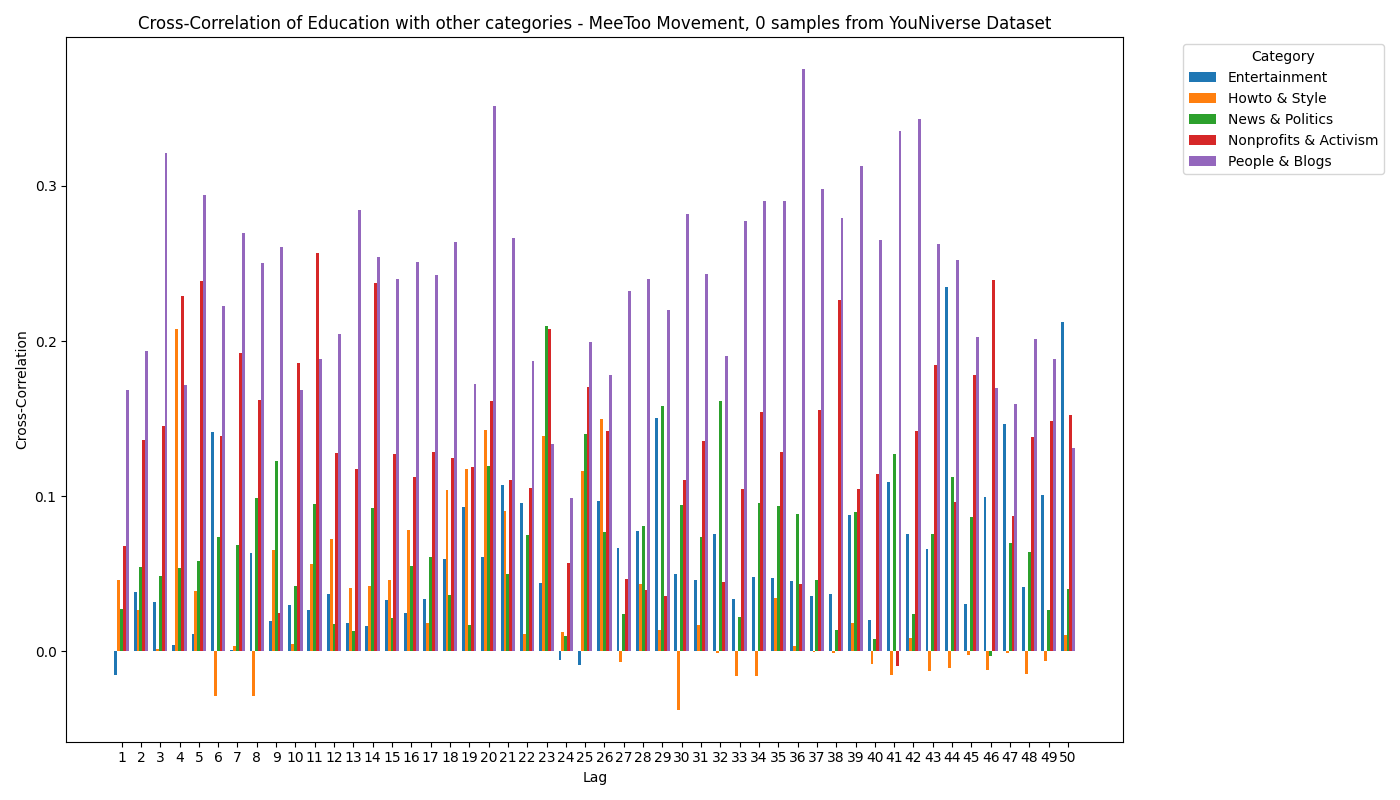 Cross-Correlation of Education with other categories - MeeToo Movement, 0 samples from YouNiverse Dataset
Category
Entertainment
Howto & Style
News & Politics
Nonprofits & Activism
People & Blogs
Cross-Correlation
0.3
0.2
0.1
0.0
1 2 3 4 5 6 7 8 9 10 11 12 13 14 15 16 17 18 19 20 21 22 23 24 25 26 27 28 29 30 31 32 33 34 35 36 37 38 39 40 41 42 43 44 45 46 47 48 49 50
Lag